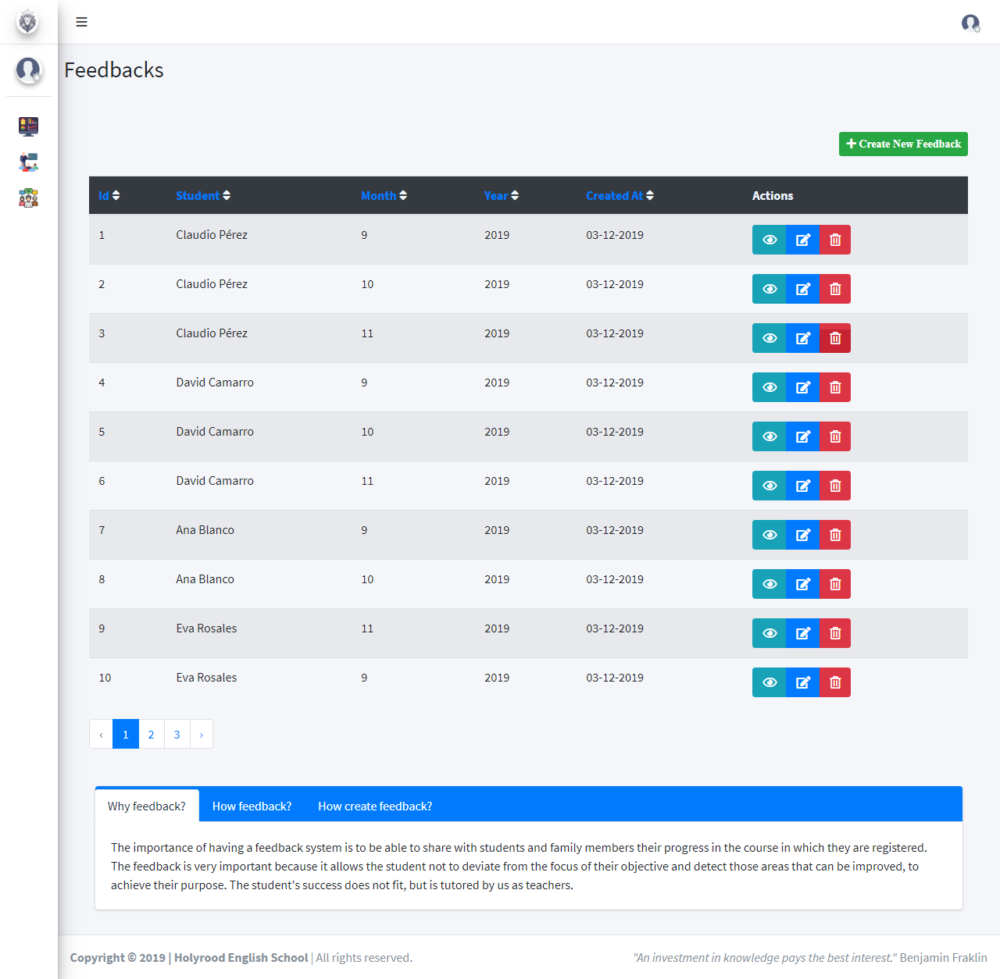 Feedbacks
Create New Feedback
Id Student Month Year Created At Actions
1 Claudio Pérez 9 2019 03-12-2019
2 Claudio Pérez 10 2019 03-12-2019
3 Claudio Pérez 11 2019 03-12-2019
4 David Camarro 9 2019 03-12-2019
5 David Camarro 10 2019 03-12-2019
6 David Camarro 11 2019 03-12-2019
7 Ana Blanco 9 2019 03-12-2019
8 Ana Blanco 10 2019 03-12-2019
9 Eva Rosales 11 2019 03-12-2019
10 Eva Rosales 9 2019 03-12-2019
‹ 1 2 3 ›
Why feedback? How feedback? How create feedback?
The importance of having a feedback system is to be able to share with students and family members their progress in the course in which they are registered.
The feedback is very important because it allows the student not to deviate from the focus of their objective and detect those areas that can be improved, to
achieve their purpose. The student's success does not fit, but is tutored by us as teachers.
Copyright © 2019 | Holyrood English School | All rights reserved. "An investment in knowledge pays the best interest." Benjamin Fraklin